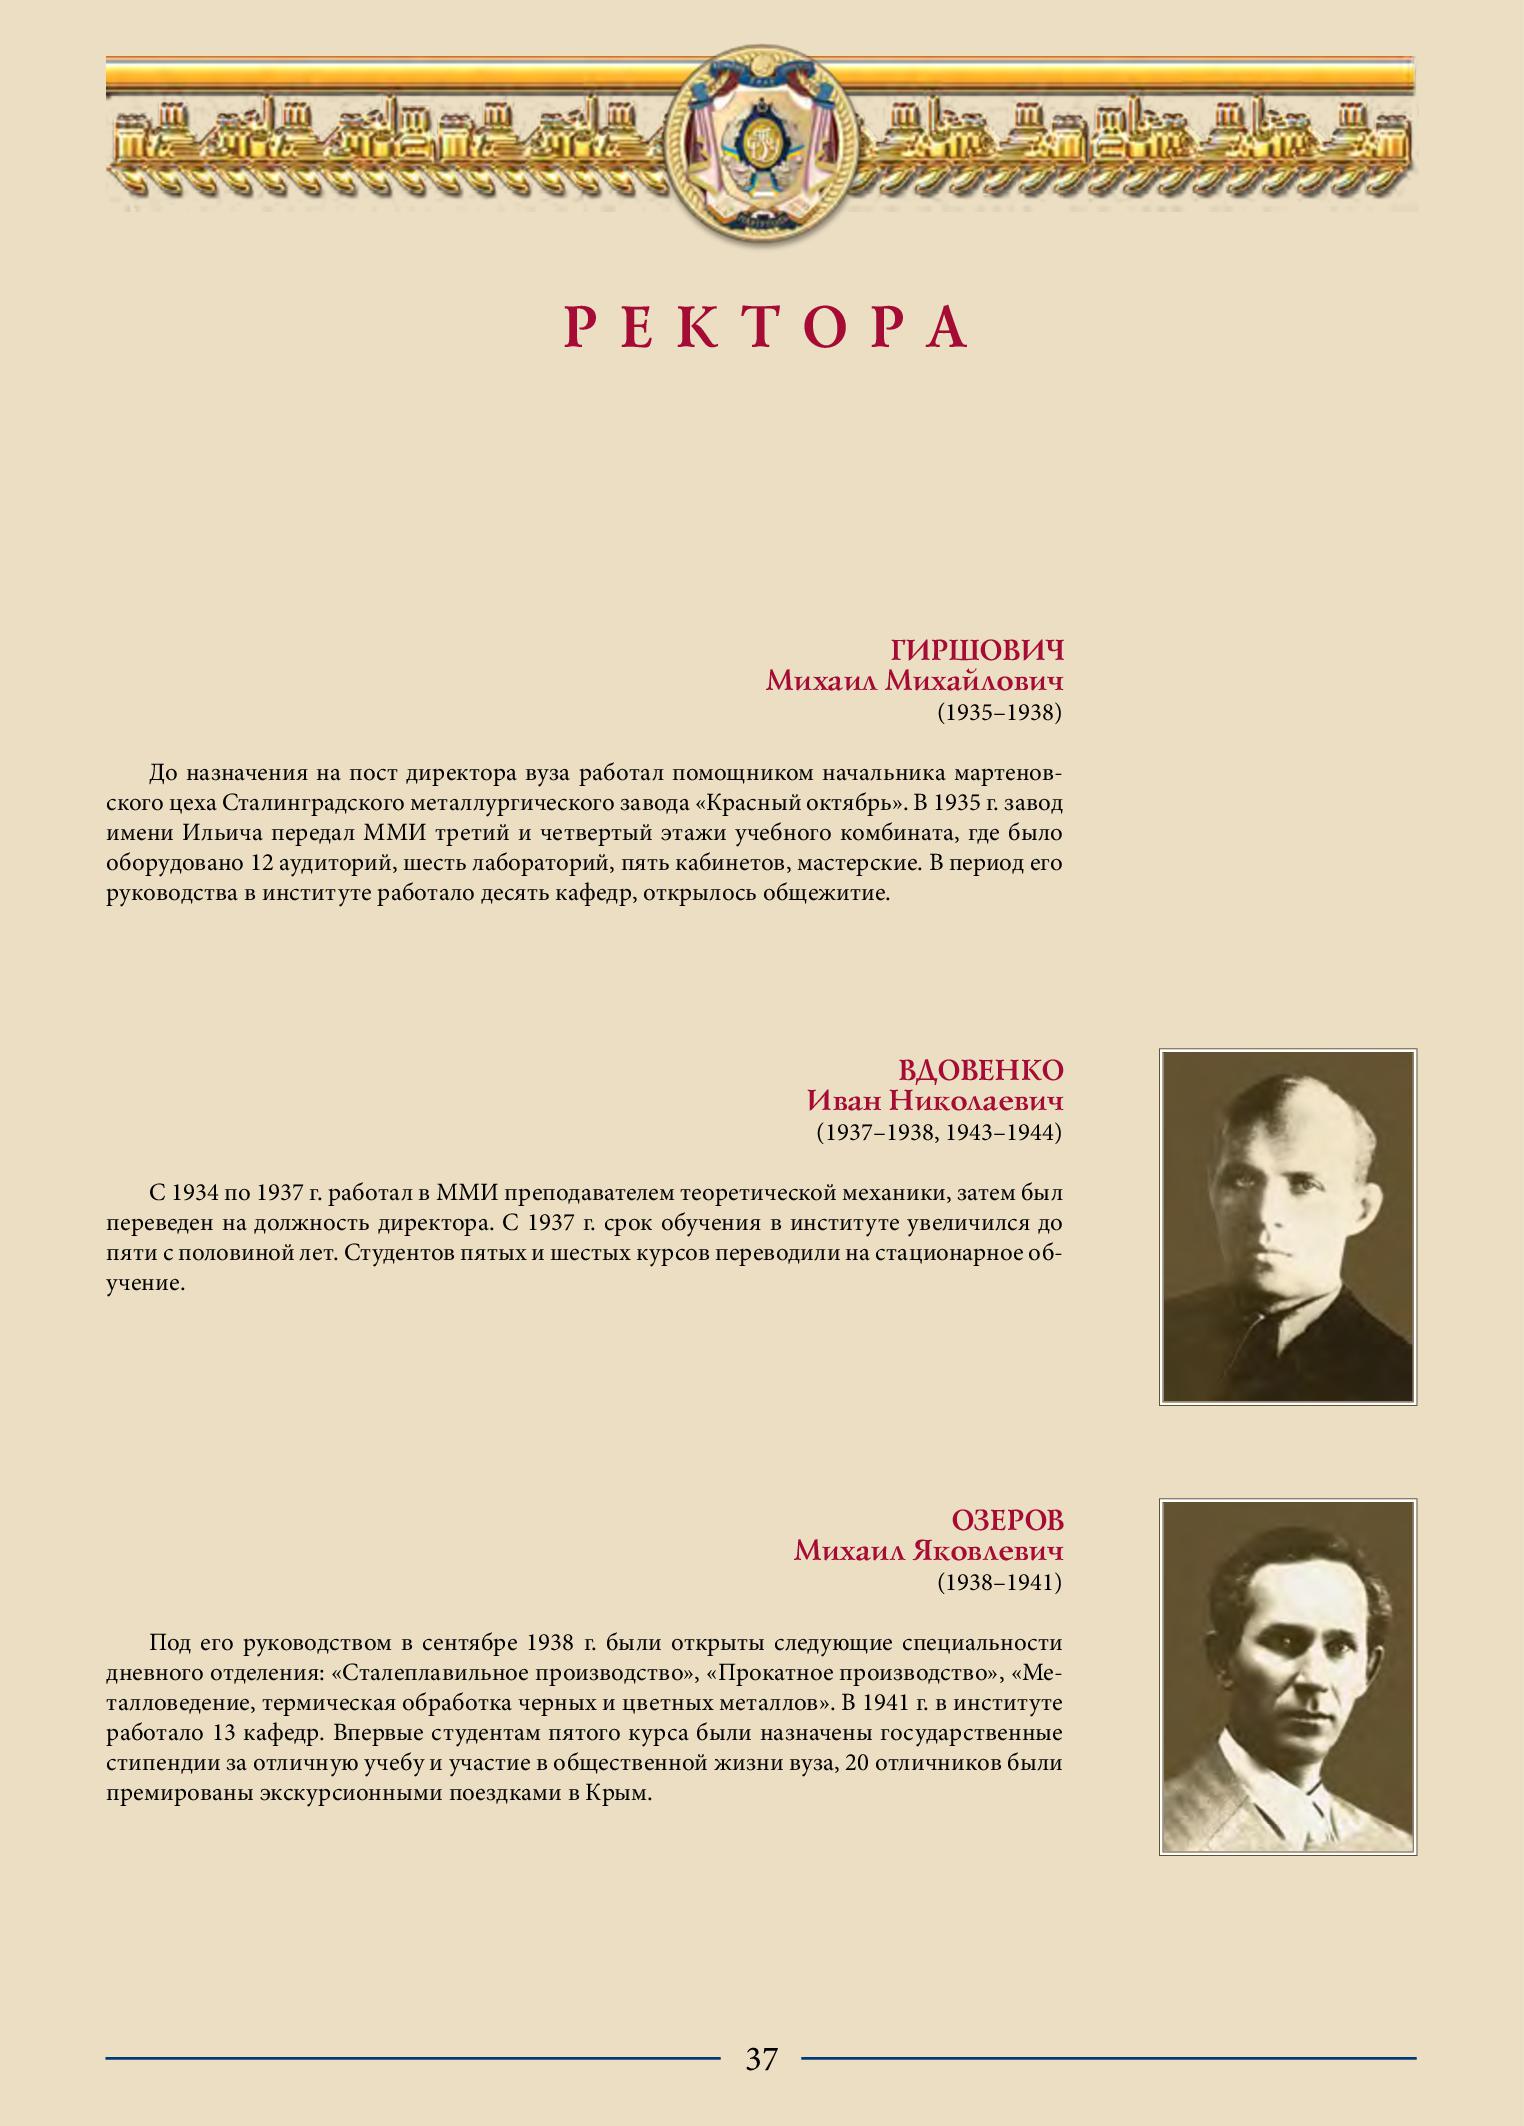 РЕКТОРА
ГИРШОВИЧ
Михаил Михайлович
(1935–1938)
До назначения на пост директора вуза работал помощником начальника мартенов-
ского цеха Сталинградского металлургического завода «Красный октябрь». В 1935 г. завод
имени Ильича передал ММИ третий и четвертый этажи учебного комбината, где было
оборудовано 12 аудиторий, шесть лабораторий, пять кабинетов, мастерские. В период его
руководства в институте работало десять кафедр, открылось общежитие.
ВДОВЕНКО
Иван Николаевич
(1937–1938, 1943–1944)
С 1934 по 1937 г. работал в ММИ преподавателем теоретической механики, затем был
переведен на должность директора. С 1937 г. срок обучения в институте увеличился до
пяти с половиной лет. Студентов пятых и шестых курсов переводили на стационарное об-
учение.
ОЗЕРОВ
Михаил Яковлевич
(1938–1941)
Под его руководством в сентябре 1938 г. были открыты следующие специальности
дневного отделения: «Сталеплавильное производство», «Прокатное производство», «Ме-
талловедение, термическая обработка черных и цветных металлов». В 1941 г. в институте
работало 13 кафедр. Впервые студентам пятого курса были назначены государственные
стипендии за отличную учебу и участие в общественной жизни вуза, 20 отличников были
премированы экскурсионными поездками в Крым.
37